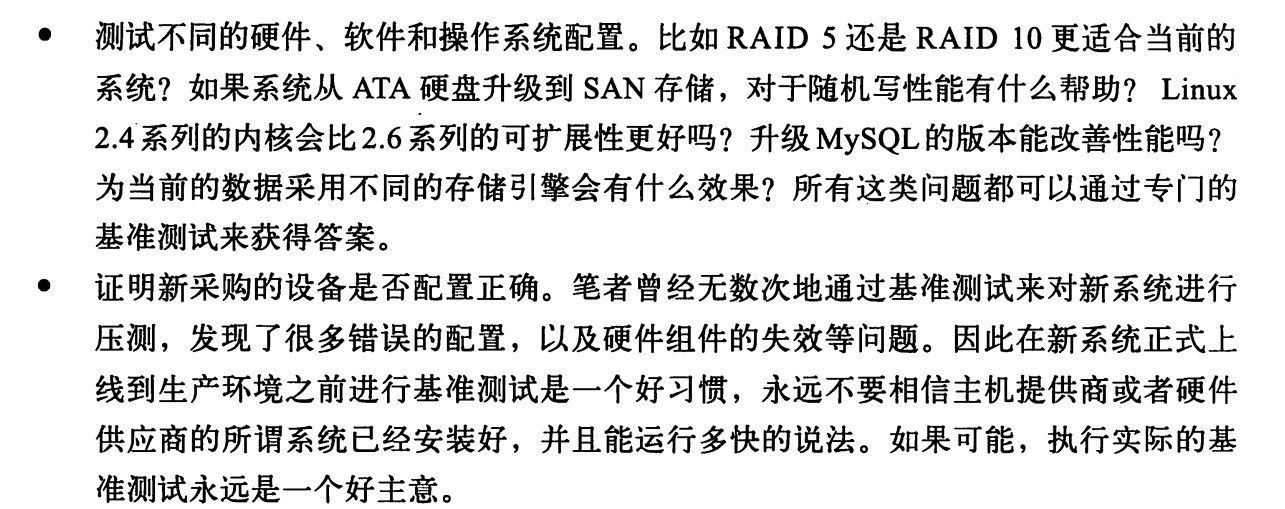 • 测试不同的硬件、软件和操作系统配置。比如 RAID 5 还是 RAID 10 更适合当前的
系统？如果系统从 ATA 硬盘升级到 SAN 存储，对于随机写性能有什么帮助？ Linux
2.4 系列的内核会比 2.6 系列的可扩展性更好吗？升级 MySQL 的版本能改善性能吗？
为当前的数据采用不同的存储引擎会有什么效果？所有这类问题都可以通过专门的
基准测试来获得答案。
• 证明新采购的设备是否配置正确。笔者曾经无数次地通过基准测试来对新系统进行
压测，发现了很多错误的配置，以及硬件组件的失效等问题。因此在新系统正式上
线到生产环境之前进行基准测试是一个好习惯，永远不要相信主机提供商或者硬件
供应商的所谓系统已经安装好，并且能运行多快的说法。如果可能，执行实际的基
准测试永远是一个好主意。